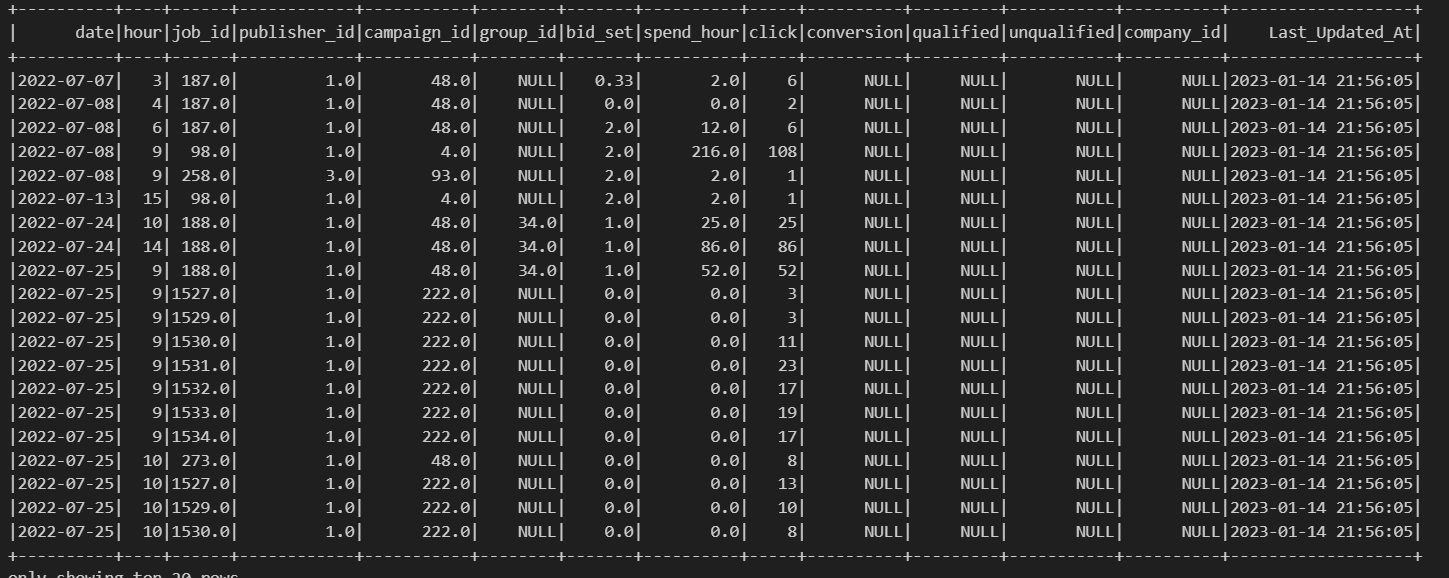 +----------+----+------+------------+-----------+--------+-------+----------+-----+----------+---------+-----------+----------+-------------------+
|      date|hour|job_id|publisher_id|campaign_id|group_id|bid_set|spend_hour|click|conversion|qualified|unqualified|company_id|    Last_Updated_At|
+----------+----+------+------------+-----------+--------+-------+----------+-----+----------+---------+-----------+----------+-------------------+
|2022-07-07|   3| 187.0|         1.0|       48.0|    NULL|   0.33|       2.0|    6|      NULL|     NULL|       NULL|      NULL|2023-01-14 21:56:05|
|2022-07-08|   4| 187.0|         1.0|       48.0|    NULL|    0.0|       0.0|    2|      NULL|     NULL|       NULL|      NULL|2023-01-14 21:56:05|
|2022-07-08|   6| 187.0|         1.0|       48.0|    NULL|    2.0|      12.0|    6|      NULL|     NULL|       NULL|      NULL|2023-01-14 21:56:05|
|2022-07-08|   9|  98.0|         1.0|        4.0|    NULL|    2.0|     216.0|  108|      NULL|     NULL|       NULL|      NULL|2023-01-14 21:56:05|
|2022-07-08|   9| 258.0|         3.0|       93.0|    NULL|    2.0|       2.0|    1|      NULL|     NULL|       NULL|      NULL|2023-01-14 21:56:05|
|2022-07-13|  15|  98.0|         1.0|        4.0|    NULL|    2.0|       2.0|    1|      NULL|     NULL|       NULL|      NULL|2023-01-14 21:56:05|
|2022-07-24|  10| 188.0|         1.0|       48.0|    34.0|    1.0|      25.0|   25|      NULL|     NULL|       NULL|      NULL|2023-01-14 21:56:05|
|2022-07-24|  14| 188.0|         1.0|       48.0|    34.0|    1.0|      86.0|   86|      NULL|     NULL|       NULL|      NULL|2023-01-14 21:56:05|
|2022-07-25|   9| 188.0|         1.0|       48.0|    34.0|    1.0|      52.0|   52|      NULL|     NULL|       NULL|      NULL|2023-01-14 21:56:05|
|2022-07-25|   9|1527.0|         1.0|      222.0|    NULL|    0.0|       0.0|    3|      NULL|     NULL|       NULL|      NULL|2023-01-14 21:56:05|
|2022-07-25|   9|1529.0|         1.0|      222.0|    NULL|    0.0|       0.0|    3|      NULL|     NULL|       NULL|      NULL|2023-01-14 21:56:05|
|2022-07-25|   9|1530.0|         1.0|      222.0|    NULL|    0.0|       0.0|   11|      NULL|     NULL|       NULL|      NULL|2023-01-14 21:56:05|
|2022-07-25|   9|1531.0|         1.0|      222.0|    NULL|    0.0|       0.0|   23|      NULL|     NULL|       NULL|      NULL|2023-01-14 21:56:05|
|2022-07-25|   9|1532.0|         1.0|      222.0|    NULL|    0.0|       0.0|   17|      NULL|     NULL|       NULL|      NULL|2023-01-14 21:56:05|
|2022-07-25|   9|1533.0|         1.0|      222.0|    NULL|    0.0|       0.0|   19|      NULL|     NULL|       NULL|      NULL|2023-01-14 21:56:05|
|2022-07-25|   9|1534.0|         1.0|      222.0|    NULL|    0.0|       0.0|   17|      NULL|     NULL|       NULL|      NULL|2023-01-14 21:56:05|
|2022-07-25|  10| 273.0|         1.0|       48.0|    NULL|    0.0|       0.0|    8|      NULL|     NULL|       NULL|      NULL|2023-01-14 21:56:05|
|2022-07-25|  10|1527.0|         1.0|      222.0|    NULL|    0.0|       0.0|   13|      NULL|     NULL|       NULL|      NULL|2023-01-14 21:56:05|
|2022-07-25|  10|1529.0|         1.0|      222.0|    NULL|    0.0|       0.0|   10|      NULL|     NULL|       NULL|      NULL|2023-01-14 21:56:05|
|2022-07-25|  10|1530.0|         1.0|      222.0|    NULL|    0.0|       0.0|    8|      NULL|     NULL|       NULL|      NULL|2023-01-14 21:56:05|
+----------+----+------+------------+-----------+--------+-------+----------+-----+----------+---------+-----------+----------+-------------------+
only showing top 20 rows